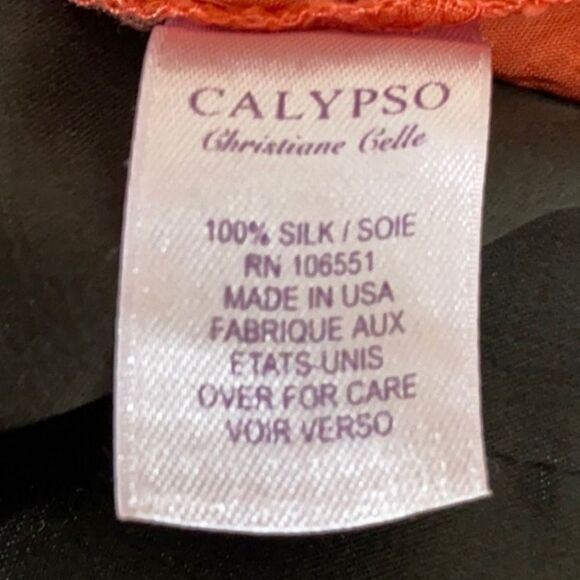 CALYPSO
Christiane Celle
100% SILK / SOIE
RN 106551
MADE IN USA
FABRIQUE AUX
ETATS-UNIS
OVER FOR CARE
VOIR VERSO